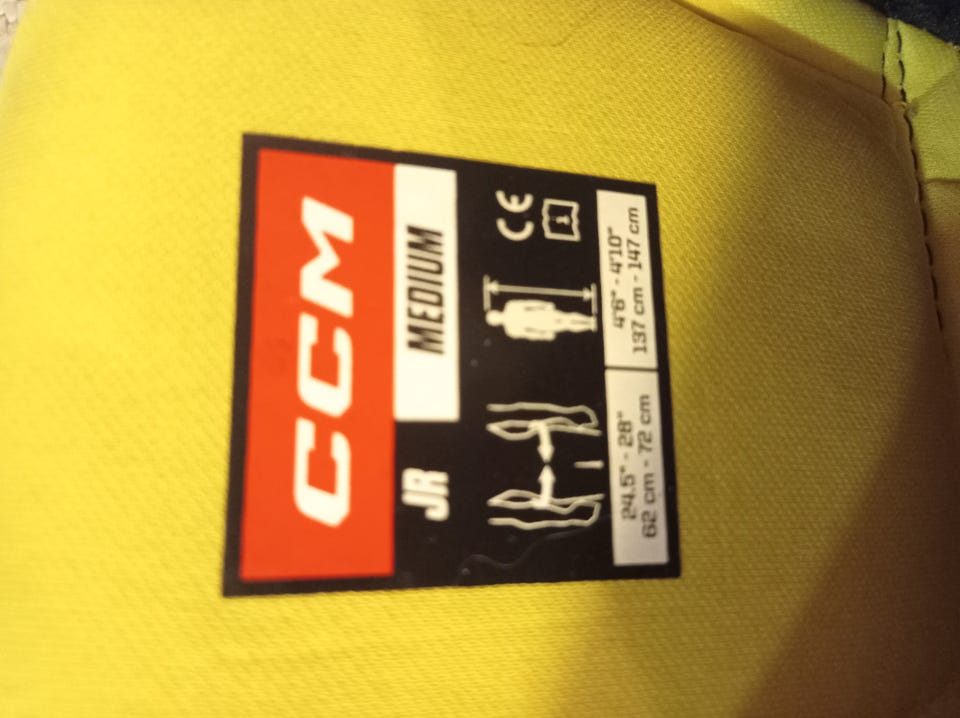 CCM
JR
MEDIUM
CE
i
24.5" - 28"
62 cm - 72 cm
4'6" - 4'10"
137 cm - 147 cm